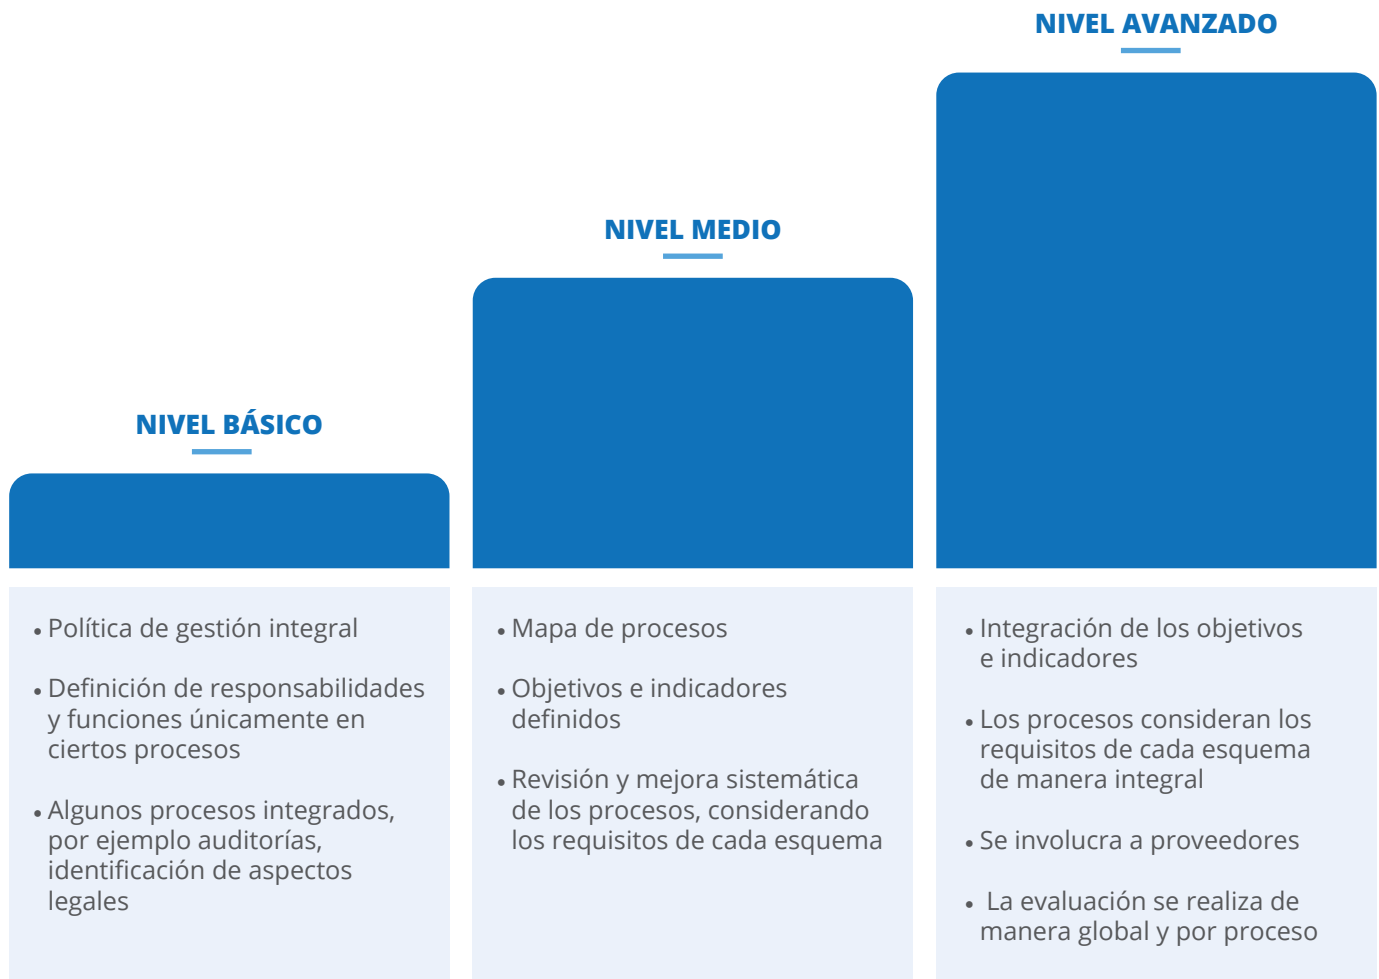 NIVEL AVANZADO
NIVEL MEDIO
NIVEL BÁSICO
• Política de gestión integral
• Definición de responsabilidades
y funciones únicamente en
ciertos procesos
• Algunos procesos integrados,
por ejemplo auditorías,
identificación de aspectos
legales
• Mapa de procesos
• Objetivos e indicadores
definidos
• Revisión y mejora sistemática
de los procesos, considerando
los requisitos de cada esquema
• Integración de los objetivos
e indicadores
• Los procesos consideran los
requisitos de cada esquema
de manera integral
• Se involucra a proveedores
• La evaluación se realiza de
manera global y por proceso